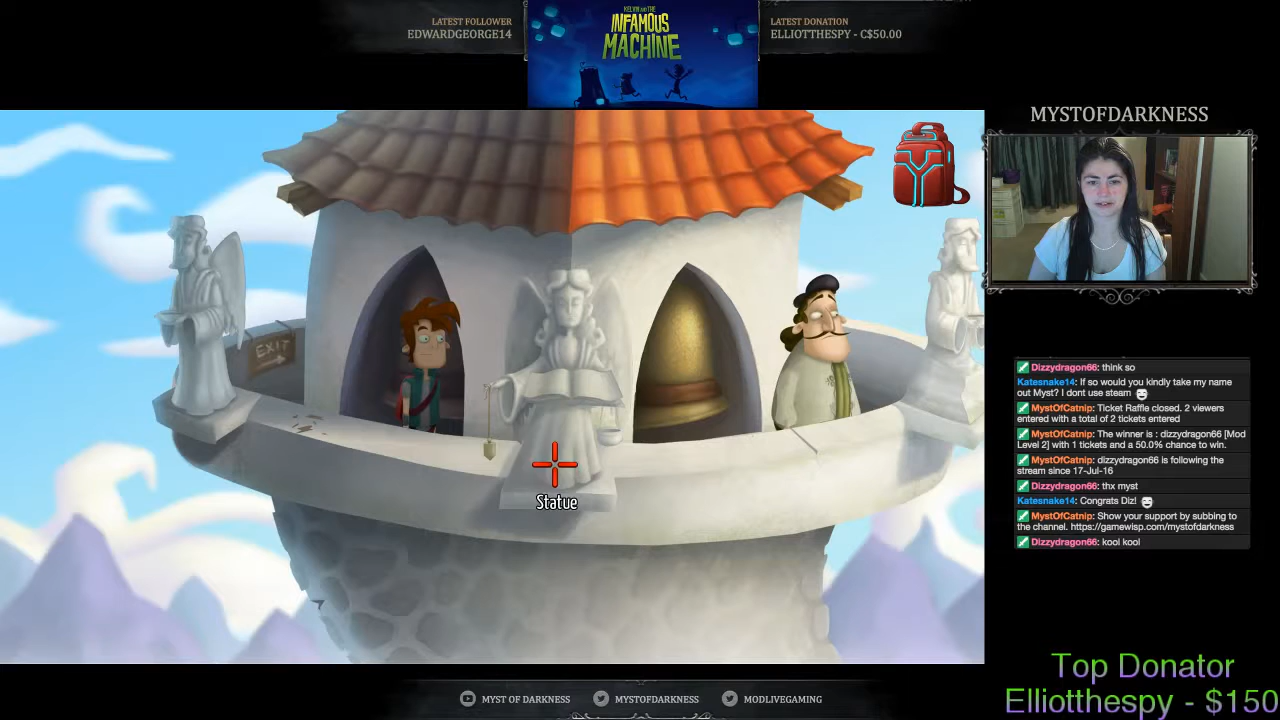 LATEST FOLLOWER
EDWARDGEORGE14
KELVIN AND THE
INFAMOUS
MACHINE
LATEST DONATION
ELLIOTTHESPY - C$50.00
MYSTOFDARKNESS
EXIT
Statue
Dizzydragon66: think so
Katesnake14: If so would you kindly take my name
out Myst? I dont use steam
MystOfCatnip: Ticket Raffle closed. 2 viewers
entered with a total of 2 tickets entered
MystOfCatnip: The winner is : dizzydragon66 [Mod
Level 2] with 1 tickets and a 50.0% chance to win.
MystOfCatnip: dizzydragon66 is following the
stream since 17-Jul-16
Dizzydragon66: thx myst
Katesnake14: Congrats Diz!
MystOfCatnip: Show your support by subbing to
the channel. https://gamewisp.com/mystofdarkness
Dizzydragon66: kool kool
Top Donator
Elliotthespy - $150
MYST OF DARKNESS
MYSTOFDARKNESS
MODLIVEGAMING